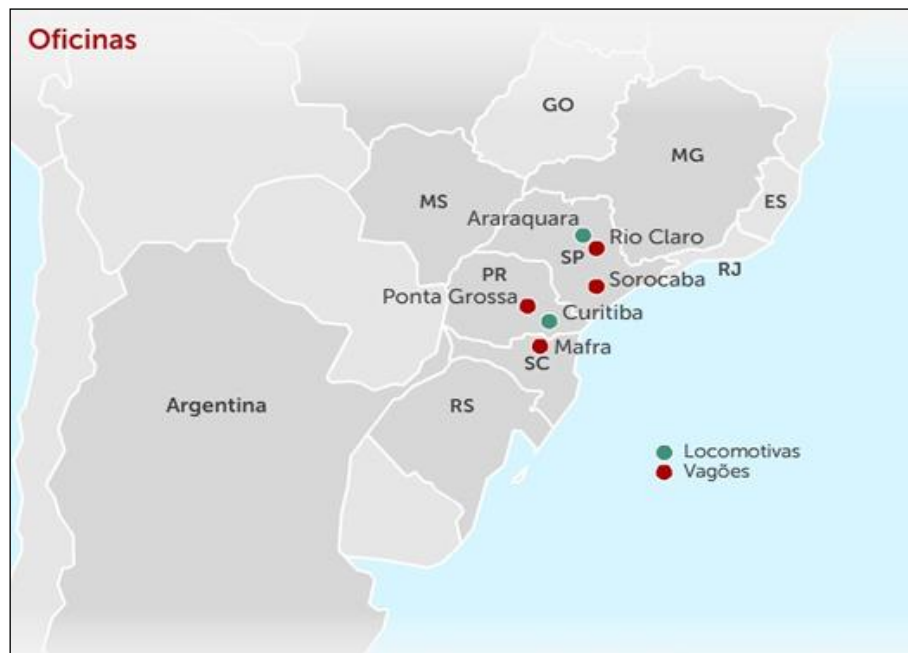 Oficinas
GO
MG
MS
ES
Araraquara
Rio Claro
SP
RJ
PR
Sorocaba
Ponta Grossa
Curitiba
Mafra
SC
Argentina
RS
Locomotivas
Vagões